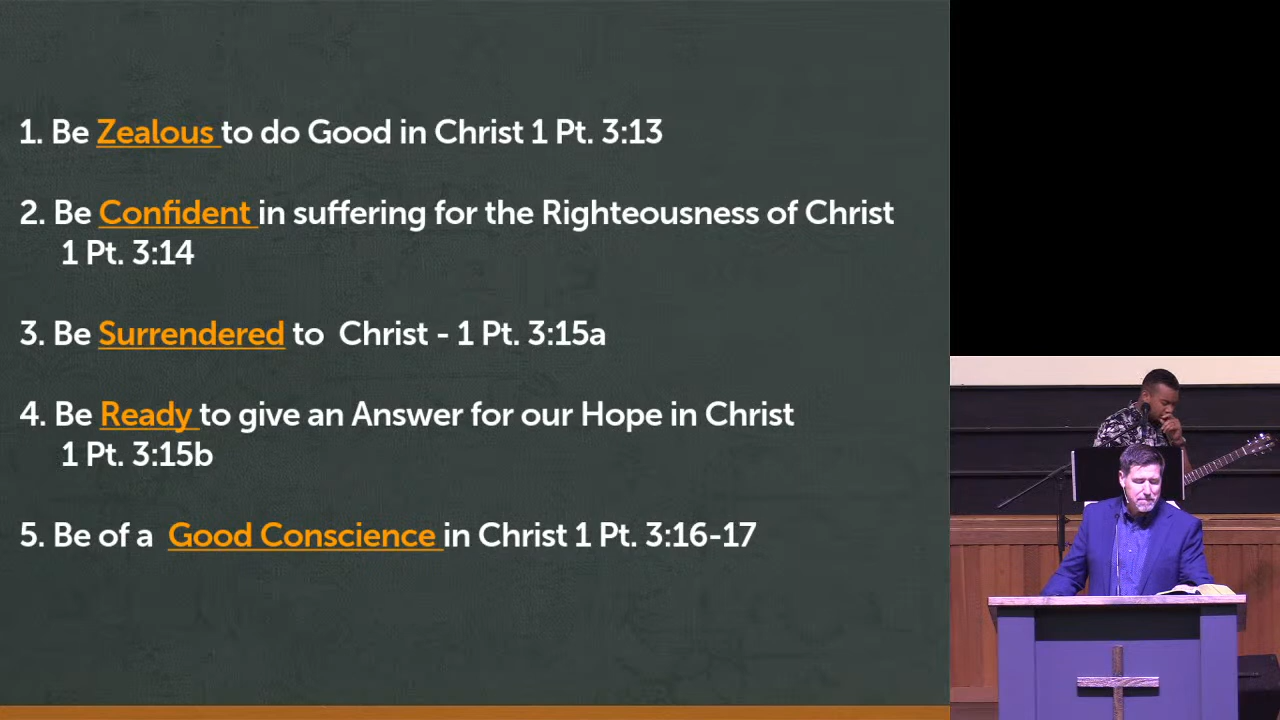 1. Be Zealous to do Good in Christ 1 Pt. 3:13
2. Be Confident in suffering for the Righteousness of Christ
1 Pt. 3:14
3. Be Surrendered to Christ - 1 Pt. 3:15a
4. Be Ready to give an Answer for our Hope in Christ
1 Pt. 3:15b
5. Be of a Good Conscience in Christ 1 Pt. 3:16-17